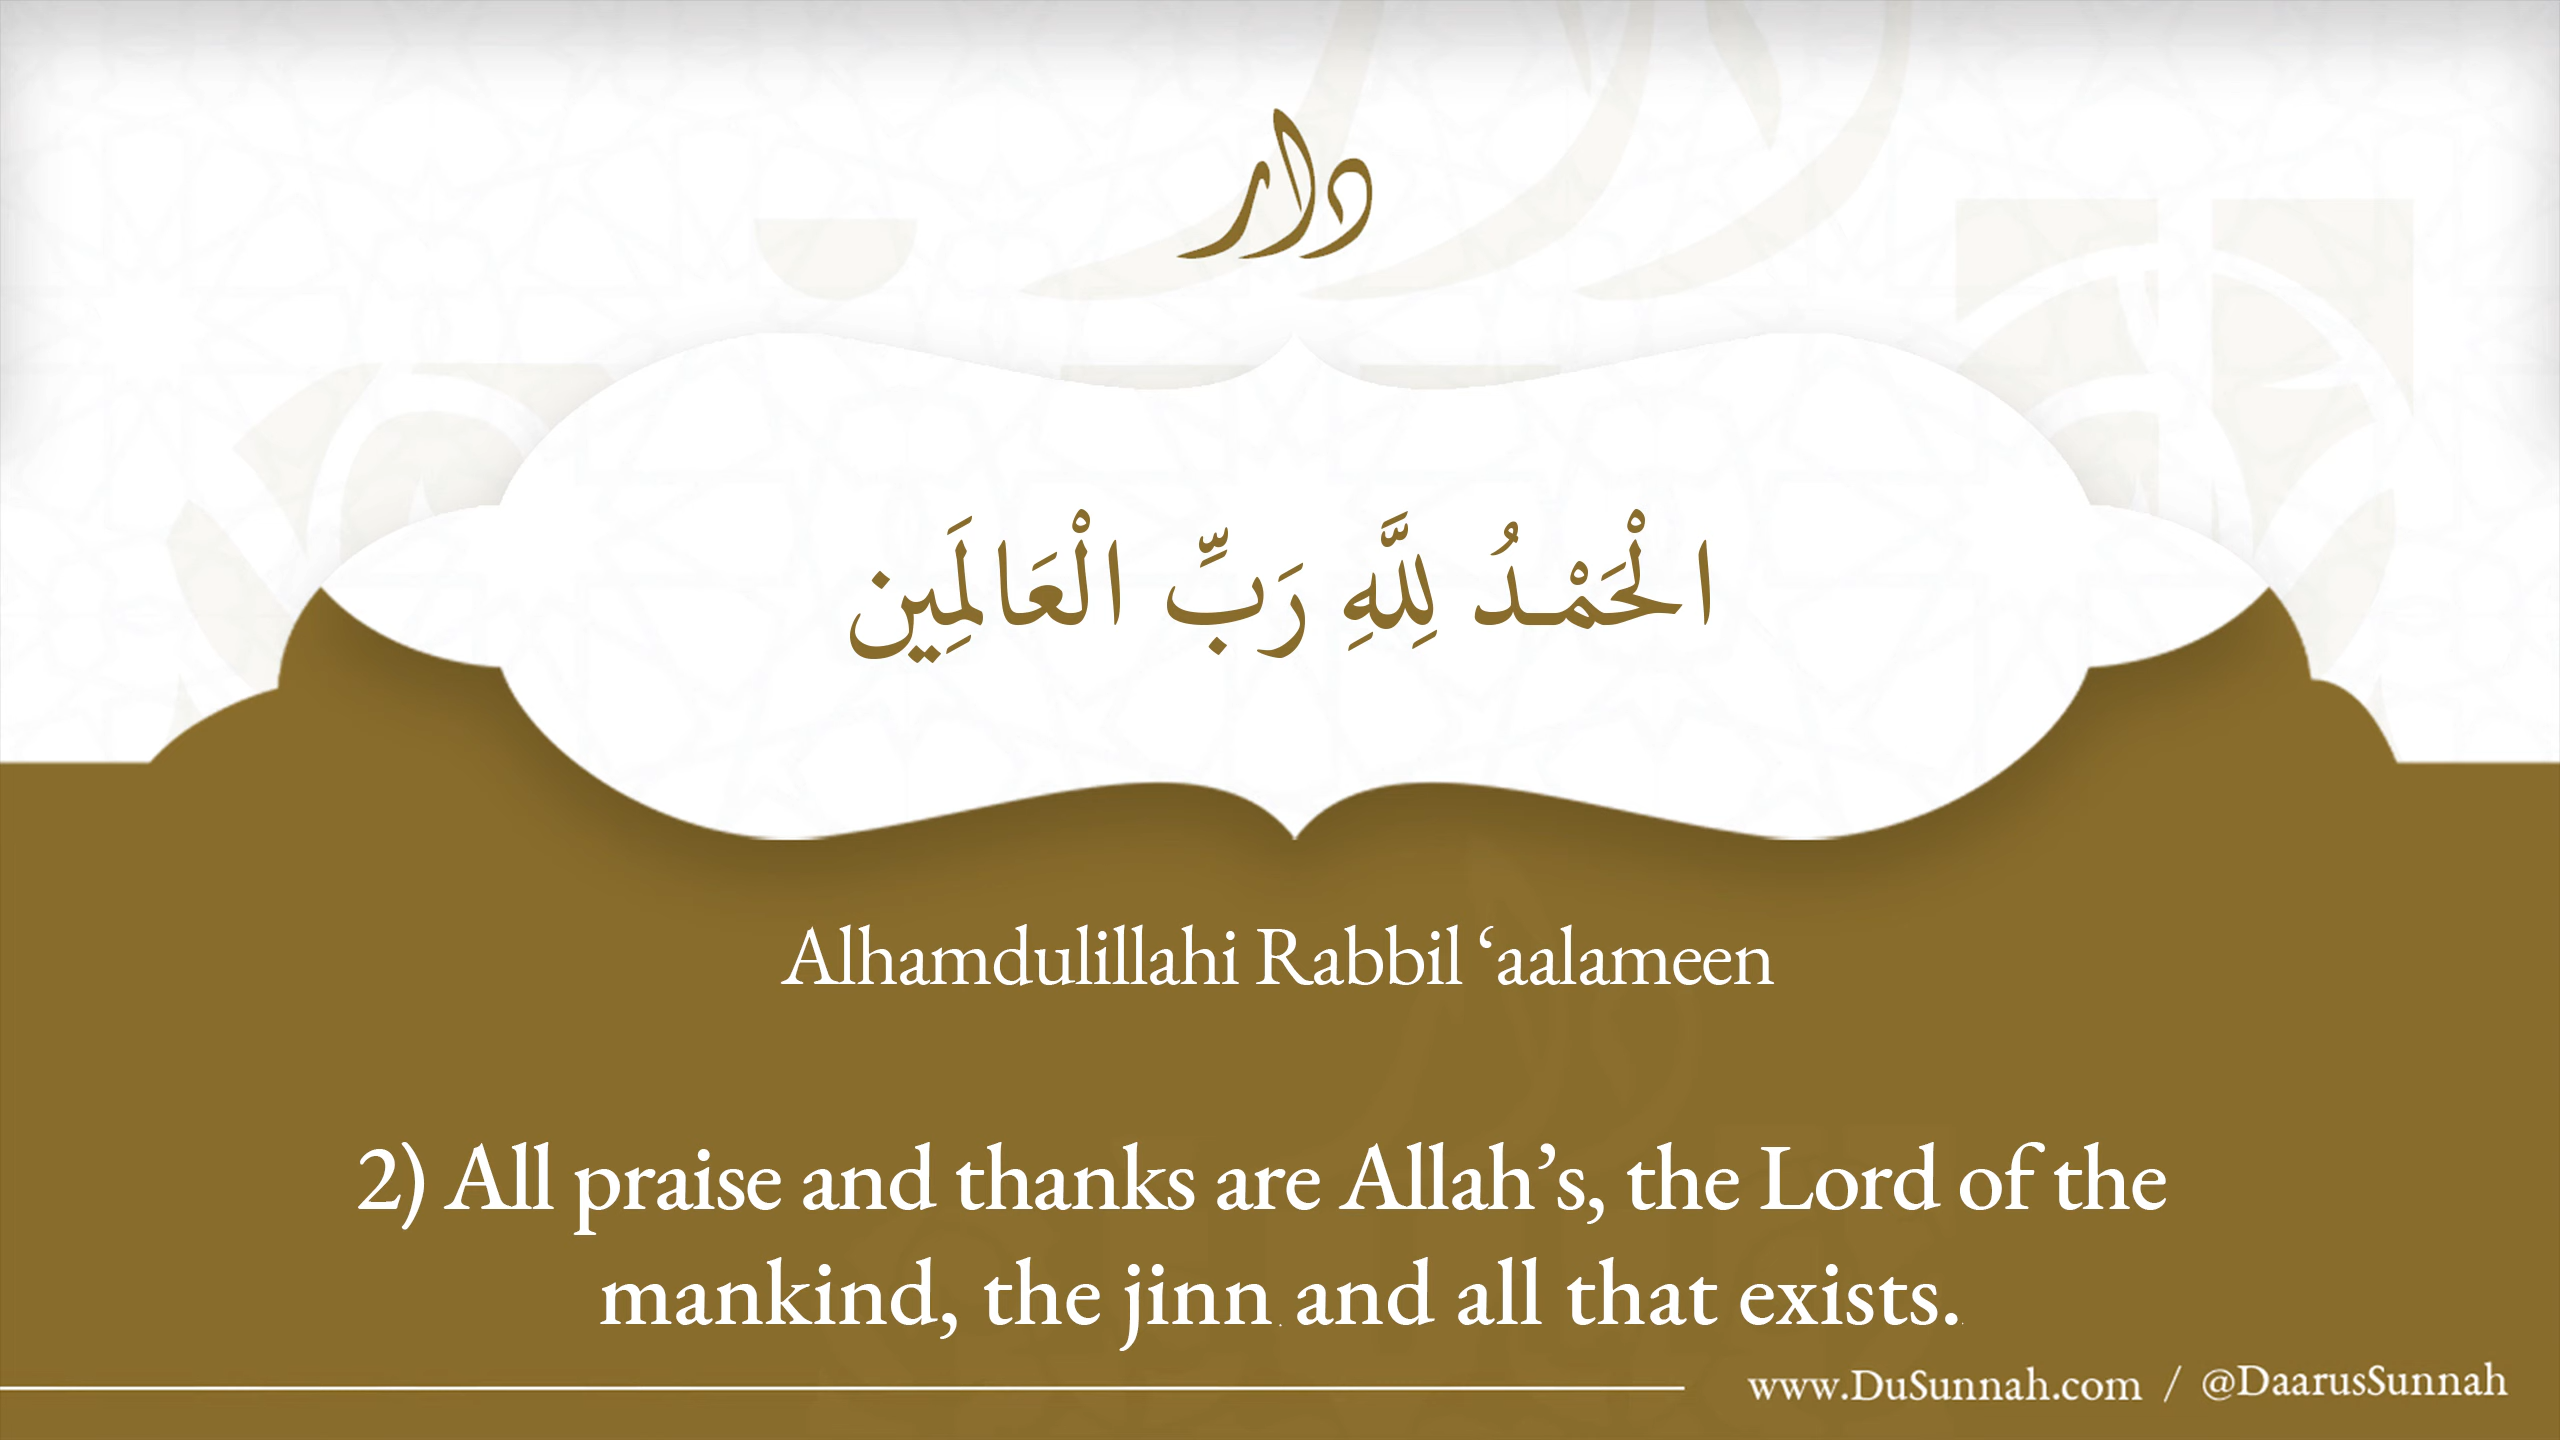 دار
الْحَمْدُ لِلَّهِ رَبِّ الْعَالَمِين
Alhamdulillahi Rabbil ‘aalameen
2) All praise and thanks are Allah’s, the Lord of the
mankind, the jinn and all that exists.
www.DuSunnah.com / @DaarusSunnah